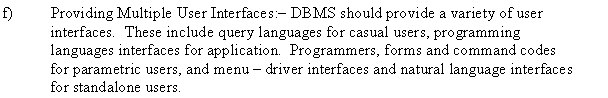 f) Providing Multiple User Interfaces:– DBMS should provide a variety of user
interfaces. These include query languages for casual users, programming
languages interfaces for application. Programmers, forms and command codes
for parametric users, and menu – driver interfaces and natural language interfaces
for standalone users.